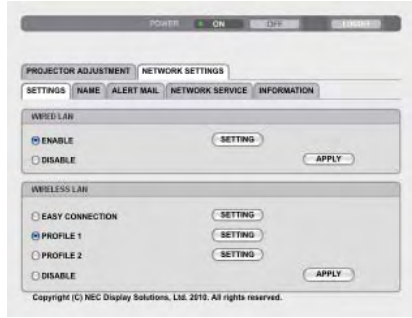 POWER ON OFF LOGOFF
PROJECTOR ADJUSTMENT NETWORK SETTINGS
SETTINGS NAME ALERT MAIL NETWORK SERVICE INFORMATION
WIRED LAN
ENABLE SETTING
DISABLE APPLY
WIRELESS LAN
EASY CONNECTION SETTING
PROFILE 1 SETTING
PROFILE 2 SETTING
DISABLE APPLY
Copyright (C) NEC Display Solutions, Ltd. 2010. All rights reserved.